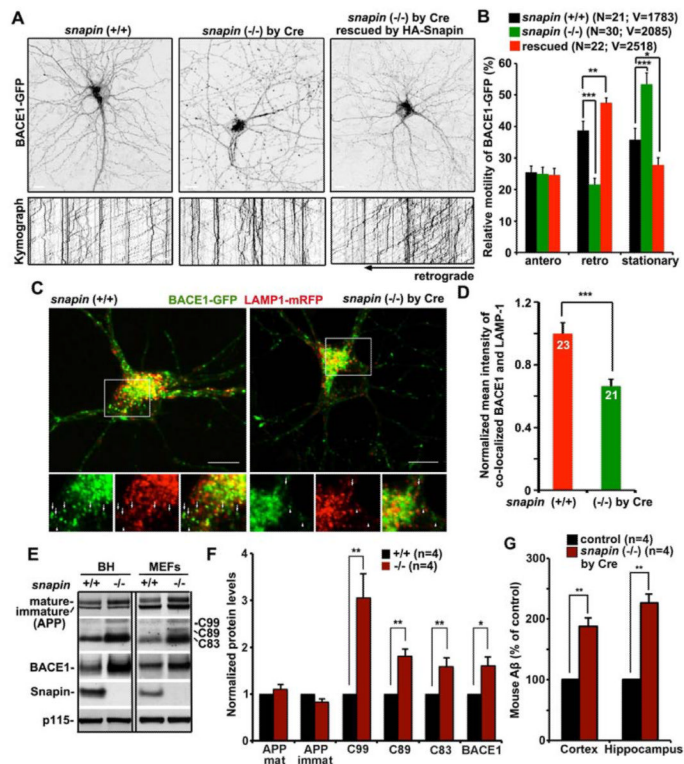 A
snapin (+/+)
snapin (-/-) by Cre
snapin (-/-) by Cre
rescued by HA-Snapin
BACE1-GFP
Kymograph
retrograde
B
snapin (+/+) (N=21; V=1783)
snapin (-/-) (N=30; V=2085)
rescued (N=22; V=2518)
Relative motility of BACE1-GFP (%)
60
50
40
30
20
10
0
***
**
***
*
antero
retro
stationary
C
snapin (+/+)
BACE1-GFP
LAMP1-mRFP
snapin (-/-) by Cre
D
Normalized mean intensity of
co-localized BACE1 and LAMP-1
1.2
0.8
0.4
0
***
23
21
snapin (+/+)
(-/-) by Cre
E
BH
MEFs
snapin
+/+
-/-
+/+
-/-
mature-
immature/
(APP)
-C99
C89
C83
BACE1-
Snapin-
p115-
F
+/+ (n=4)
-/- (n=4)
Normalized protein levels
4
3
2
1
0
**
**
**
*
APP
mat
APP
immat
C99
C89
C83
BACE1
G
control (n=4)
snapin (-/-) (n=4)
by Cre
Mouse Aβ (% of control)
300
200
100
0
**
**
Cortex
Hippocampus